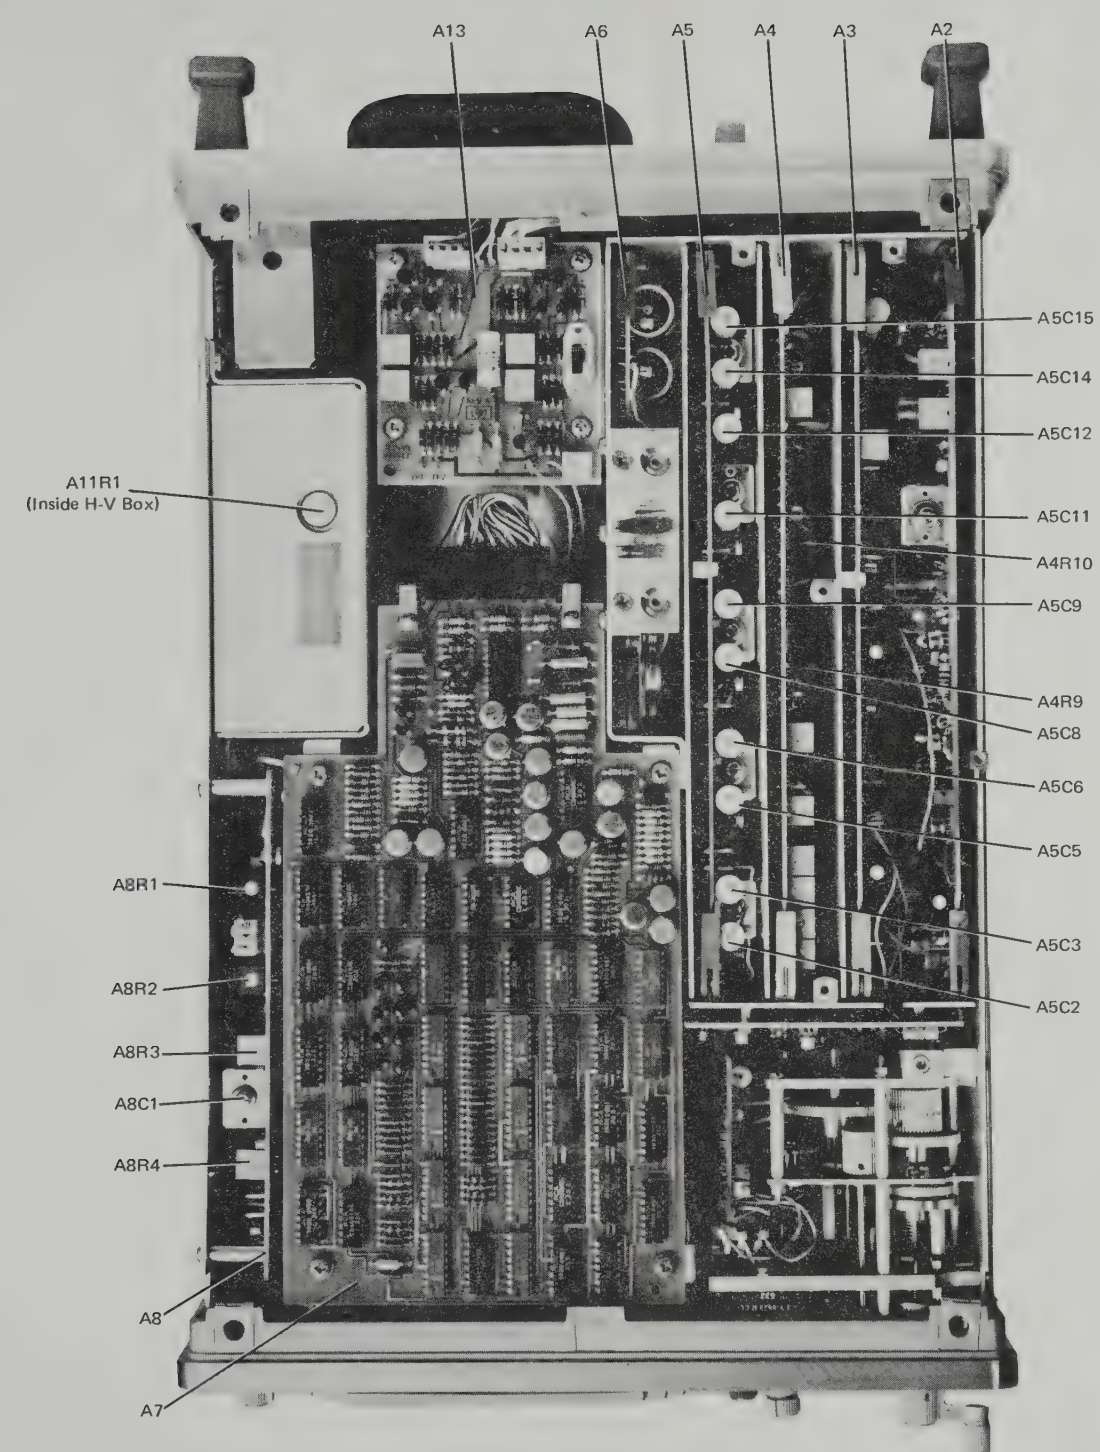 A13 A6 A5 A4 A3 A2
A5C15
A5C14
A5C12
A11R1
(Inside H-V Box)
A5C11
A4R10
A5C9
A4R9
A5C8
A5C6
A5C5
A8R1
A5C3
A8R2
A5C2
A8R3
A8C1
A8R4
A8
A7